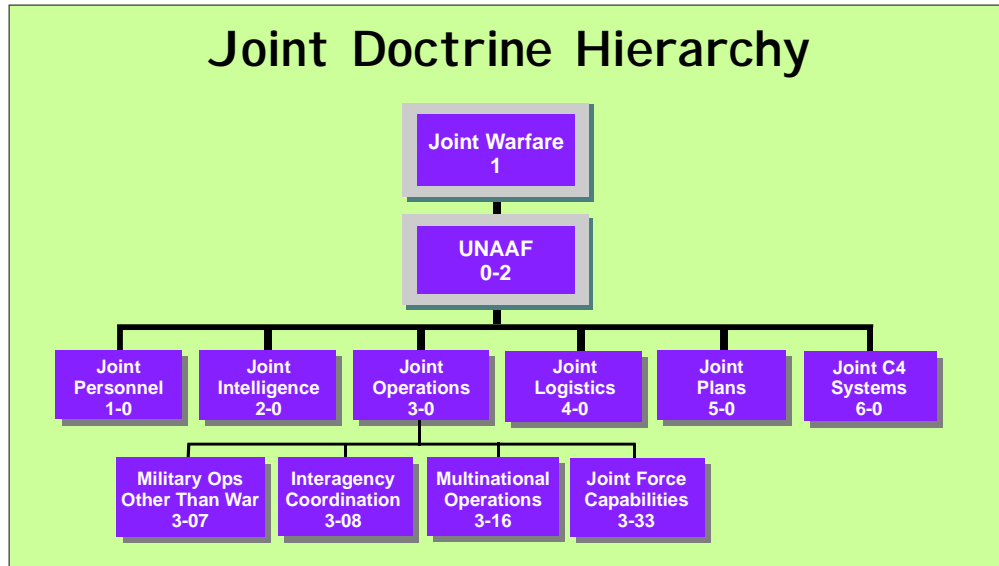 Joint Doctrine Hierarchy
Joint Warfare
1
UNAAF
0-2
Joint
Personnel
1-0
Joint
Intelligence
2-0
Joint
Operations
3-0
Joint
Logistics
4-0
Joint
Plans
5-0
Joint C4
Systems
6-0
Military Ops
Other Than War
3-07
Interagency
Coordination
3-08
Multinational
Operations
3-16
Joint Force
Capabilities
3-33